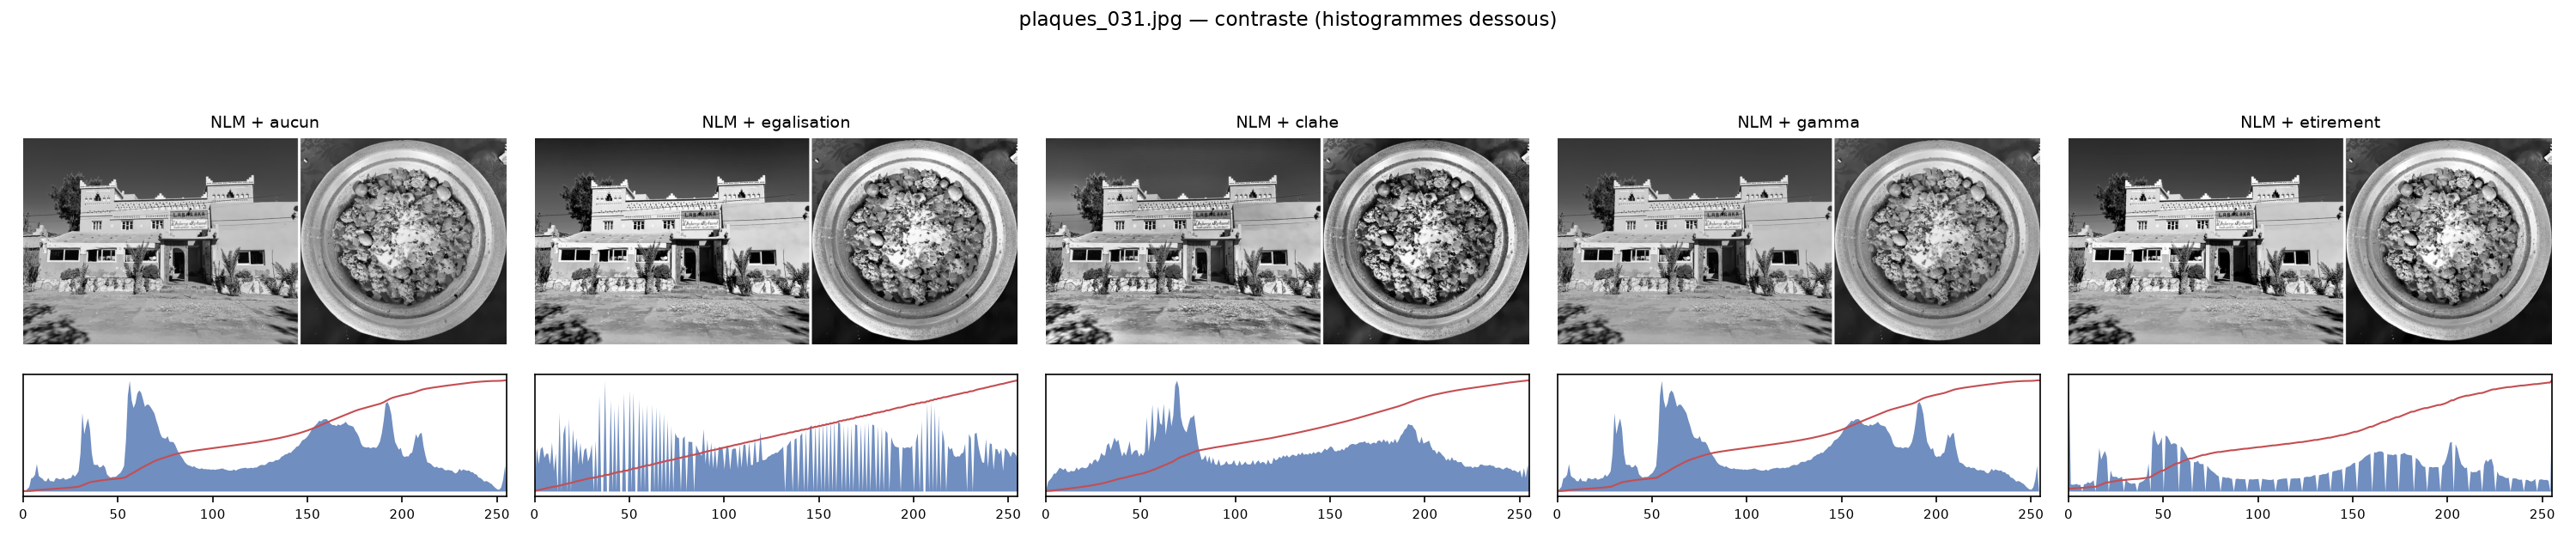 plaques_031.jpg — contraste (histogrammes dessous)
NLM + aucun
NLM + egalisation
NLM + clahe
NLM + gamma
NLM + etirement
0 50 100 150 200 250
0 50 100 150 200 250
0 50 100 150 200 250
0 50 100 150 200 250
0 50 100 150 200 250